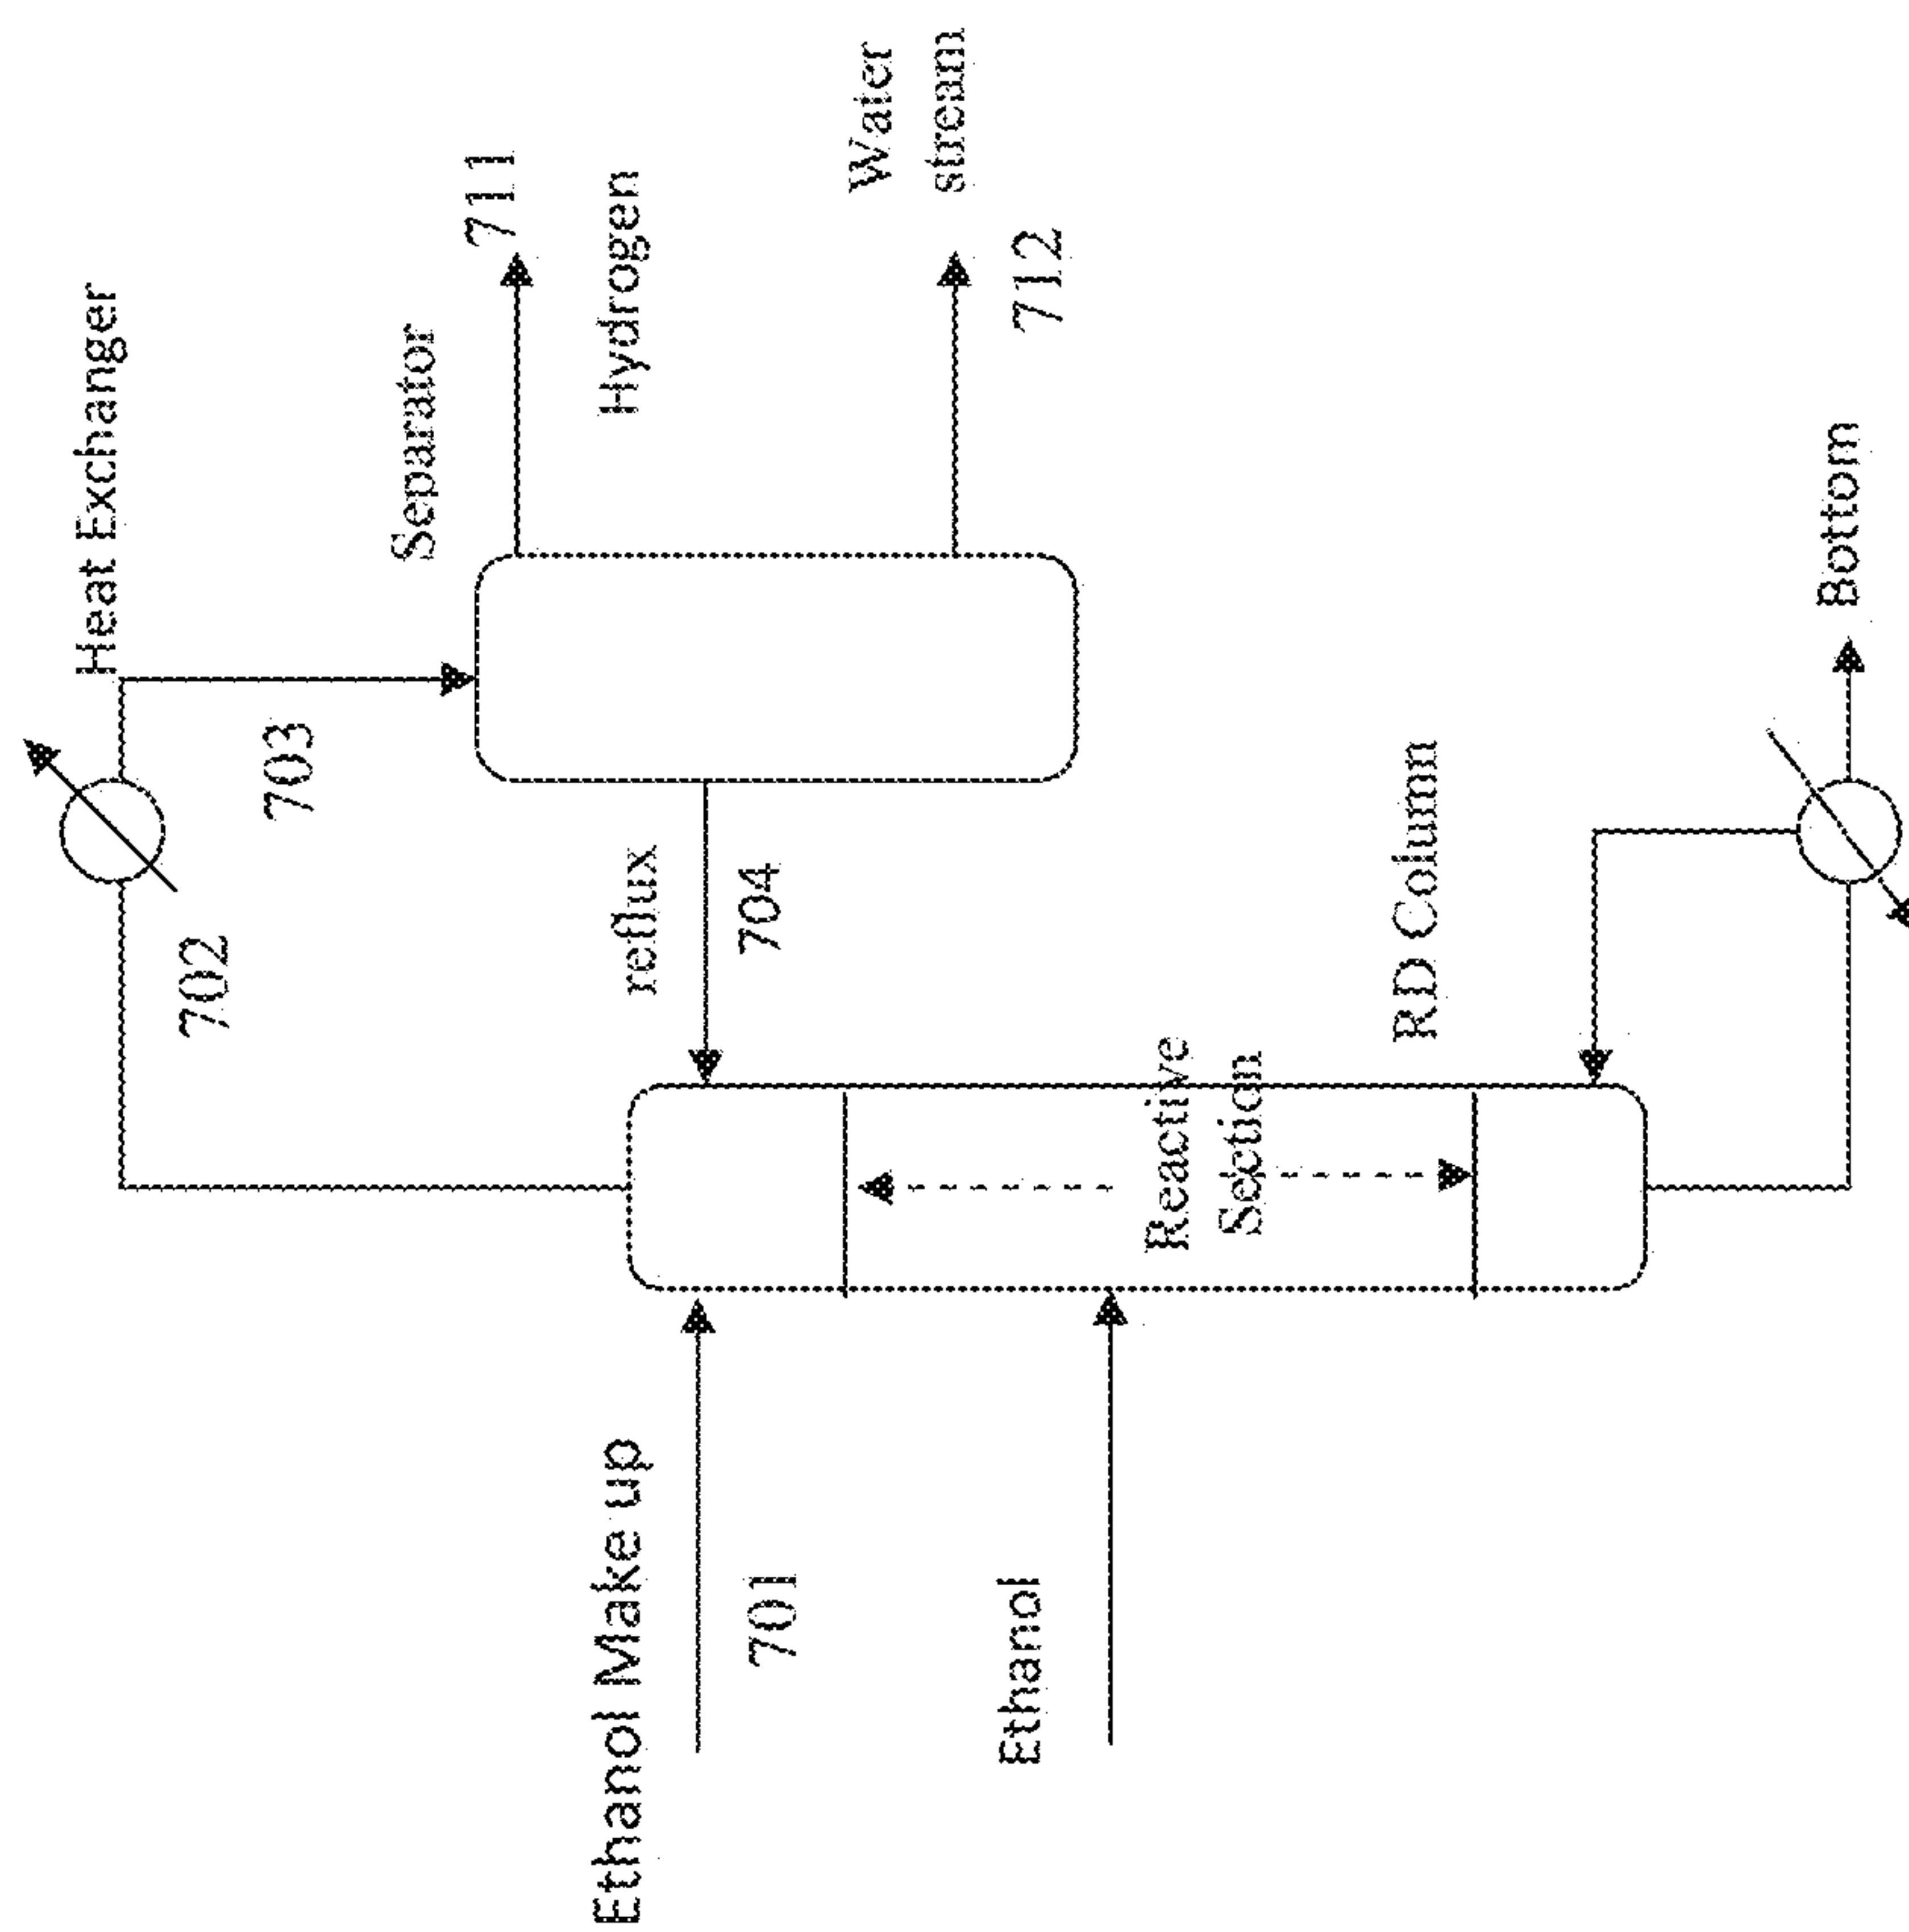 Heat Exchanger
702
703
Separator
711
Hydrogen
Water
stream
712
reflux
704
Ethanol Make up
701
Ethanol
Reactive
Section
RD Column
Bottom